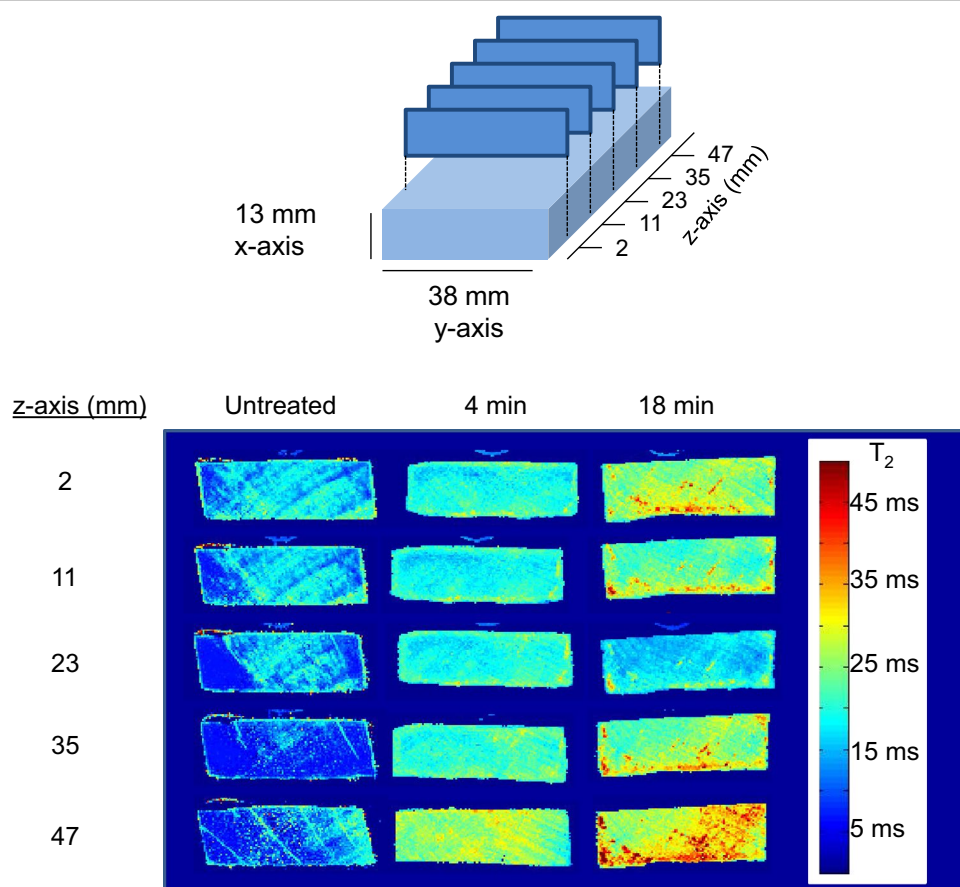 13 mm
x-axis
38 mm
y-axis
47
35
23
11
2
z-axis (mm)
z-axis (mm) Untreated 4 min 18 min
2
11
23
35
47
T2
45 ms
35 ms
25 ms
15 ms
5 ms